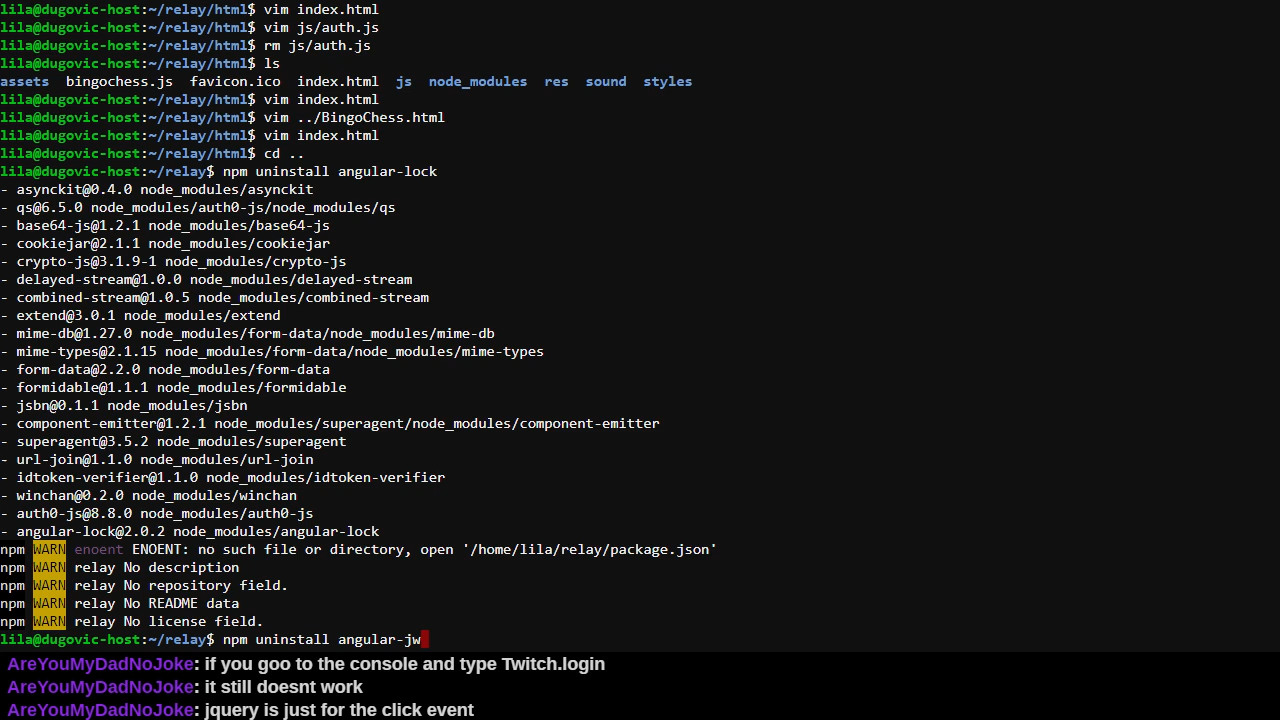 lila@dugovic-host:~/relay/html$ vim index.html
lila@dugovic-host:~/relay/html$ vim js/auth.js
lila@dugovic-host:~/relay/html$ rm js/auth.js
lila@dugovic-host:~/relay/html$ ls
assets  bingochess.js  favicon.ico  index.html  js  node_modules  res  sound  styles
lila@dugovic-host:~/relay/html$ vim index.html
lila@dugovic-host:~/relay/html$ vim ../BingoChess.html
lila@dugovic-host:~/relay/html$ vim index.html
lila@dugovic-host:~/relay/html$ cd ..
lila@dugovic-host:~/relay$ npm uninstall angular-lock
- asynckit@0.4.0 node_modules/asynckit
- qs@6.5.0 node_modules/auth0-js/node_modules/qs
- base64-js@1.2.1 node_modules/base64-js
- cookiejar@2.1.1 node_modules/cookiejar
- crypto-js@3.1.9-1 node_modules/crypto-js
- delayed-stream@1.0.0 node_modules/delayed-stream
- combined-stream@1.0.5 node_modules/combined-stream
- extend@3.0.1 node_modules/extend
- mime-db@1.27.0 node_modules/form-data/node_modules/mime-db
- mime-types@2.1.15 node_modules/form-data/node_modules/mime-types
- form-data@2.2.0 node_modules/form-data
- formidable@1.1.1 node_modules/formidable
- jsbn@0.1.1 node_modules/jsbn
- component-emitter@1.2.1 node_modules/superagent/node_modules/component-emitter
- superagent@3.5.2 node_modules/superagent
- url-join@1.1.0 node_modules/url-join
- idtoken-verifier@1.1.0 node_modules/idtoken-verifier
- winchan@0.2.0 node_modules/winchan
- auth0-js@8.8.0 node_modules/auth0-js
- angular-lock@2.0.2 node_modules/angular-lock
npm WARN enoent ENOENT: no such file or directory, open '/home/lila/relay/package.json'
npm WARN relay No description
npm WARN relay No repository field.
npm WARN relay No README data
npm WARN relay No license field.
lila@dugovic-host:~/relay$ npm uninstall angular-jw
AreYouMyDadNoJoke: if you goo to the console and type Twitch.login
AreYouMyDadNoJoke: it still doesnt work
AreYouMyDadNoJoke: jquery is just for the click event